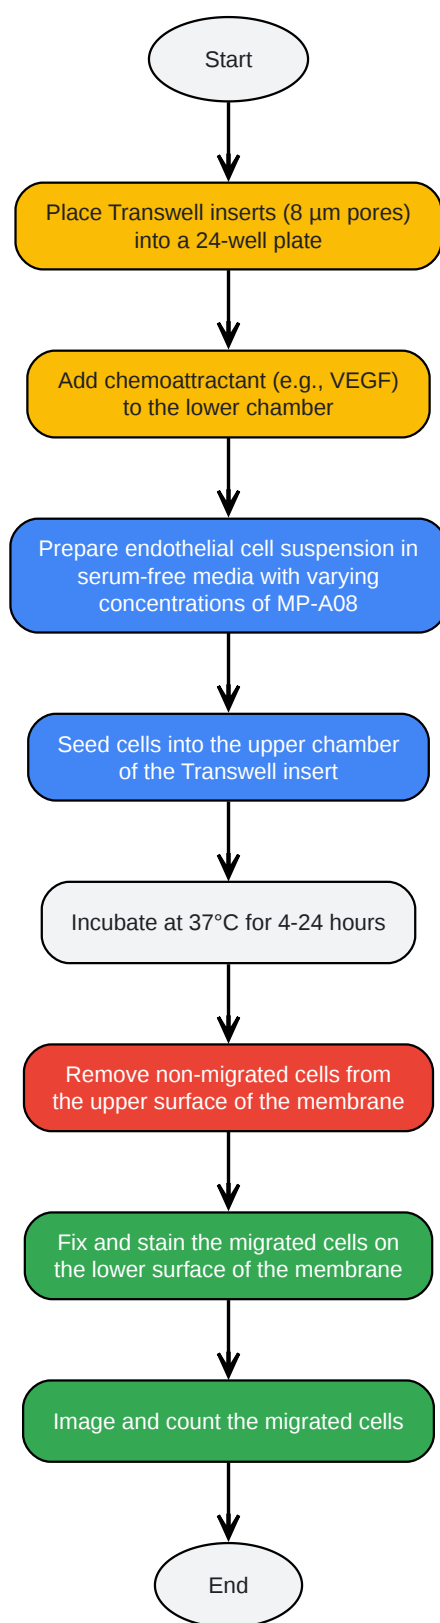 Start
Place Transwell inserts (8 µm pores)
into a 24-well plate
Add chemoattractant (e.g., VEGF)
to the lower chamber
Prepare endothelial cell suspension in
serum-free media with varying
concentrations of MP-A08
Seed cells into the upper chamber
of the Transwell insert
Incubate at 37°C for 4-24 hours
Remove non-migrated cells from
the upper surface of the membrane
Fix and stain the migrated cells on
the lower surface of the membrane
Image and count the migrated cells
End